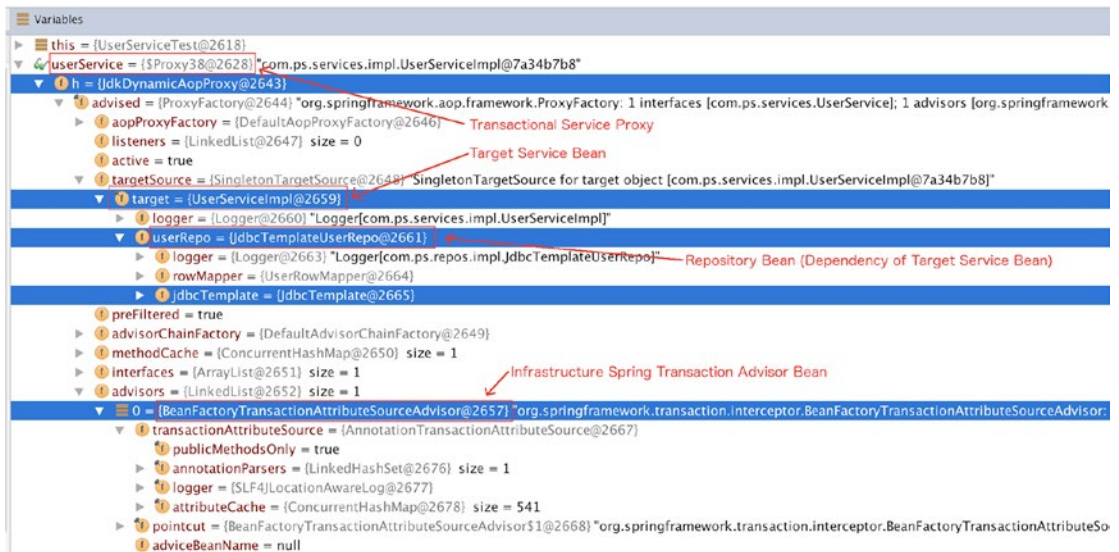 Variables
this = {UserServiceTest@2618}
userService = {$Proxy38@2628} "com.ps.services.impl.UserServiceImpl@7a34b7b8"
h = {JdkDynamicAopProxy@2643}
advised = {ProxyFactory@2644} "org.springframework.aop.framework.ProxyFactory: 1 interfaces [com.ps.services.UserService]; 1 advisors [org.springframework.
aopProxyFactory = {DefaultAopProxyFactory@2646}
Transactional Service Proxy
listeners = {LinkedList@2647} size = 0
active = true
Target Service Bean
targetSource = {SingletonTargetSource@2648} "SingletonTargetSource for target object [com.ps.services.impl.UserServiceImpl@7a34b7b8]"
target = {UserServiceImpl@2659}
logger = {Logger@2660} "Logger[com.ps.services.impl.UserServiceImpl]"
userRepo = {JdbcTemplateUserRepo@2661}
logger = {Logger@2663} "Logger[com.ps.repos.impl.JdbcTemplateUserRepo]"
Repository Bean (Dependency of Target Service Bean)
rowMapper = {UserRowMapper@2664}
jdbcTemplate = {JdbcTemplate@2665}
preFiltered = true
advisorChainFactory = {DefaultAdvisorChainFactory@2649}
methodCache = {ConcurrentHashMap@2650} size = 1
interfaces = {ArrayList@2651} size = 1
Infrastructure Spring Transaction Advisor Bean
advisors = {LinkedList@2652} size = 1
0 = {BeanFactoryTransactionAttributeSourceAdvisor@2657} "org.springframework.transaction.interceptor.BeanFactoryTransactionAttributeSourceAdvisor:
transactionAttributeSource = {AnnotationTransactionAttributeSource@2667}
publicMethodsOnly = true
annotationParsers = {LinkedHashSet@2676} size = 1
logger = {SLF4JLocationAwareLog@2677}
attributeCache = {ConcurrentHashMap@2678} size = 541
pointcut = {BeanFactoryTransactionAttributeSourceAdvisor$1@2668} "org.springframework.transaction.interceptor.BeanFactoryTransactionAttributeSo
adviceBeanName = null